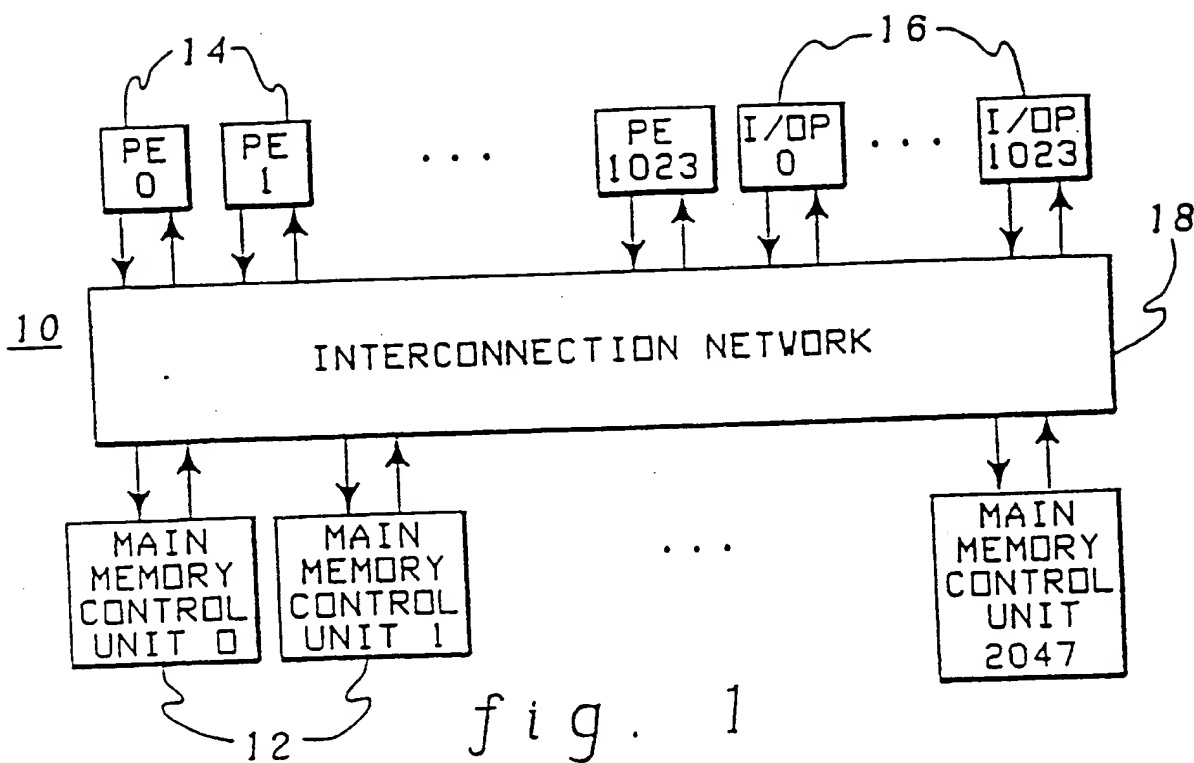 14
16
PE
0
PE
1
. . .
PE
1023
I/OP
0
. . .
I/OP
1023
18
10
INTERCONNECTION NETWORK
MAIN
MEMORY
CONTROL
UNIT 0
MAIN
MEMORY
CONTROL
UNIT 1
. . .
MAIN
MEMORY
CONTROL
UNIT
2047
12
fig. 1